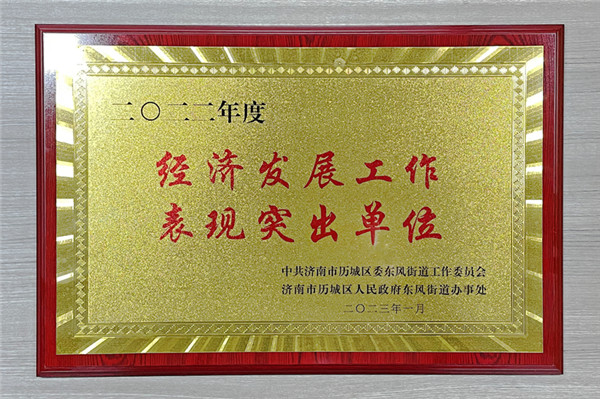 二〇二二年度
经济发展工作
表现突出单位
中共济南市历城区委东风街道工作委员会
济南市历城区人民政府东风街道办事处
二〇二三年一月